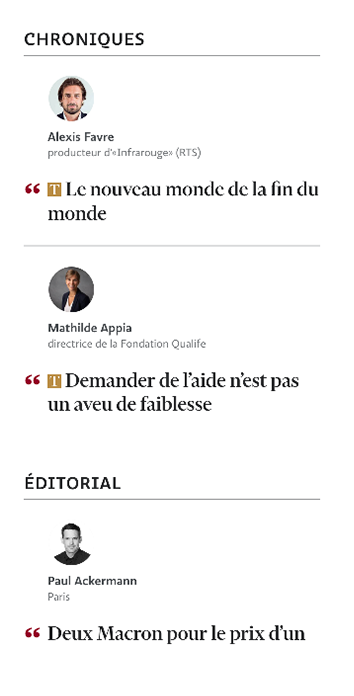 CHRONIQUES
Alexis Favre
producteur d'«Infrarouge» (RTS)
“ T Le nouveau monde de la fin du
monde
Mathilde Appia
directrice de la Fondation Qualife
“ T Demander de l’aide n’est pas
un aveu de faiblesse
ÉDITORIAL
Paul Ackermann
Paris
“ Deux Macron pour le prix d’un